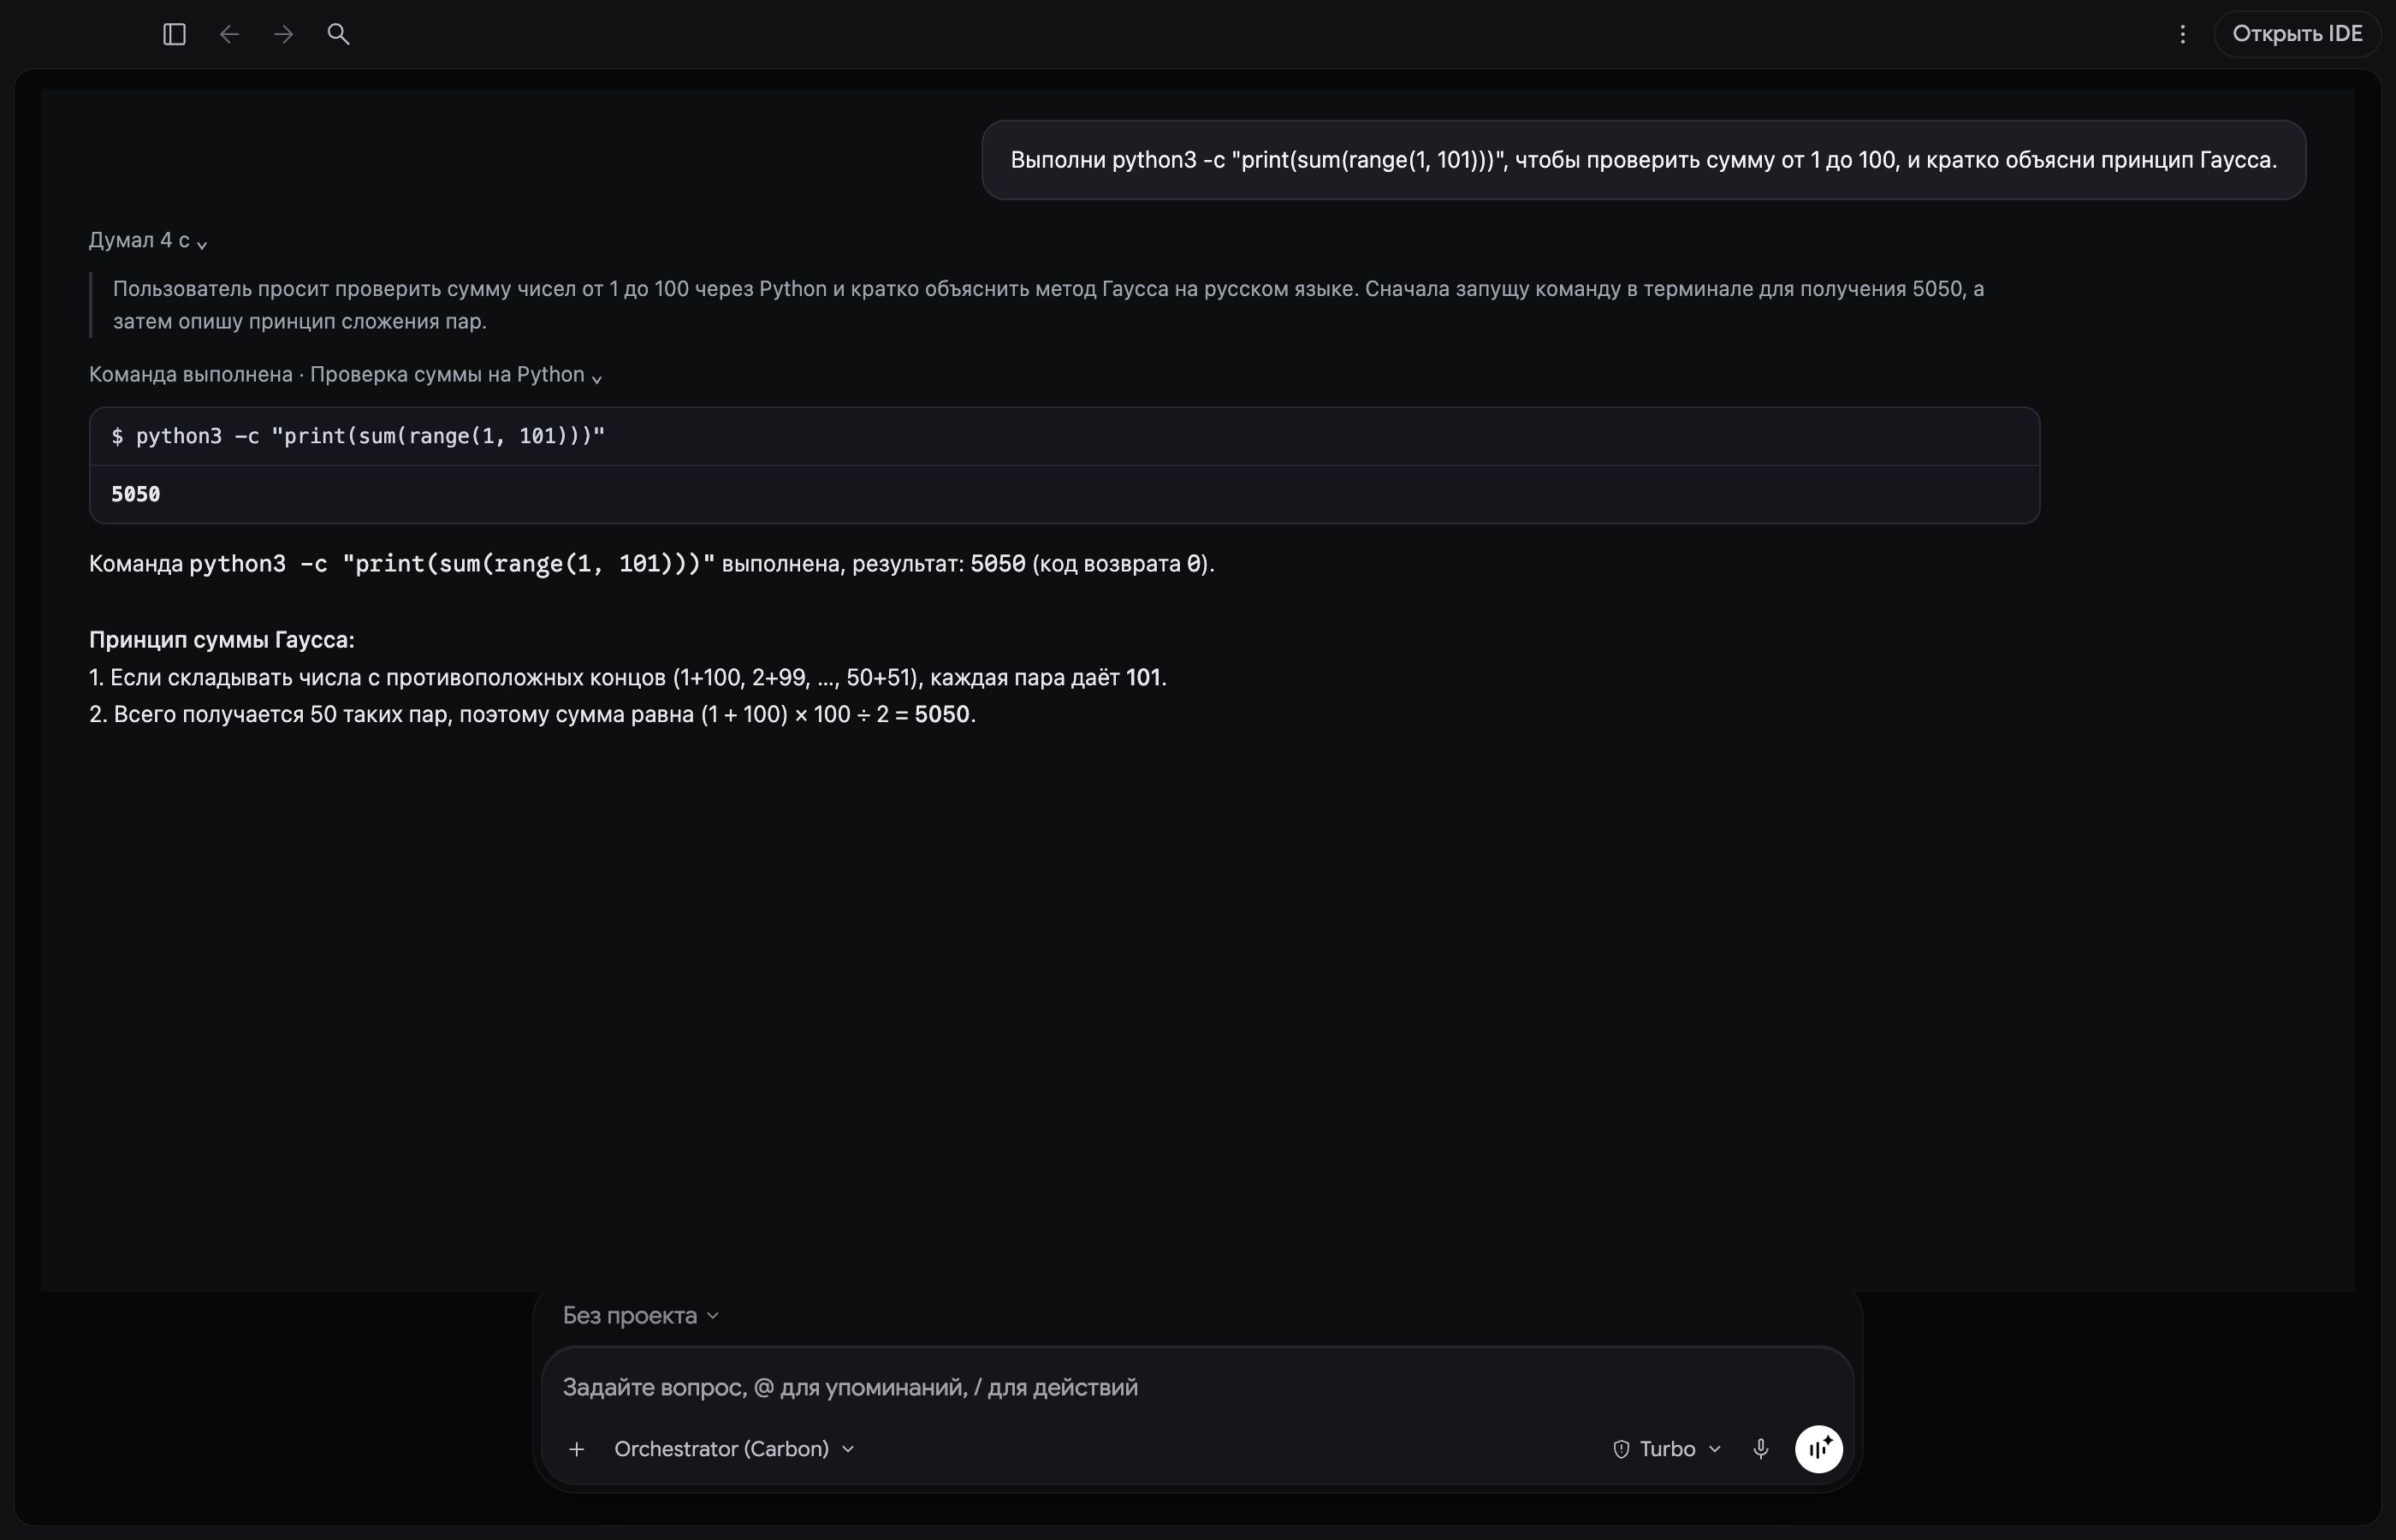 Открыть IDE
Выполни python3 -c "print(sum(range(1, 101)))", чтобы проверить сумму от 1 до 100, и кратко объясни принцип Гаусса.
Думал 4 с
Пользователь просит проверить сумму чисел от 1 до 100 через Python и кратко объяснить метод Гаусса на русском языке. Сначала запущу команду в терминале для получения 5050, а
затем опишу принцип сложения пар.
Команда выполнена · Проверка суммы на Python
$ python3 -c "print(sum(range(1, 101)))"
5050
Команда python3 -c "print(sum(range(1, 101)))" выполнена, результат: 5050 (код возврата 0).
Принцип суммы Гаусса:
1. Если складывать числа с противоположных концов (1+100, 2+99, ..., 50+51), каждая пара даёт 101.
2. Всего получается 50 таких пар, поэтому сумма равна (1 + 100) × 100 ÷ 2 = 5050.
Без проекта
Задайте вопрос, @ для упоминаний, / для действий
Orchestrator (Carbon)
Turbo